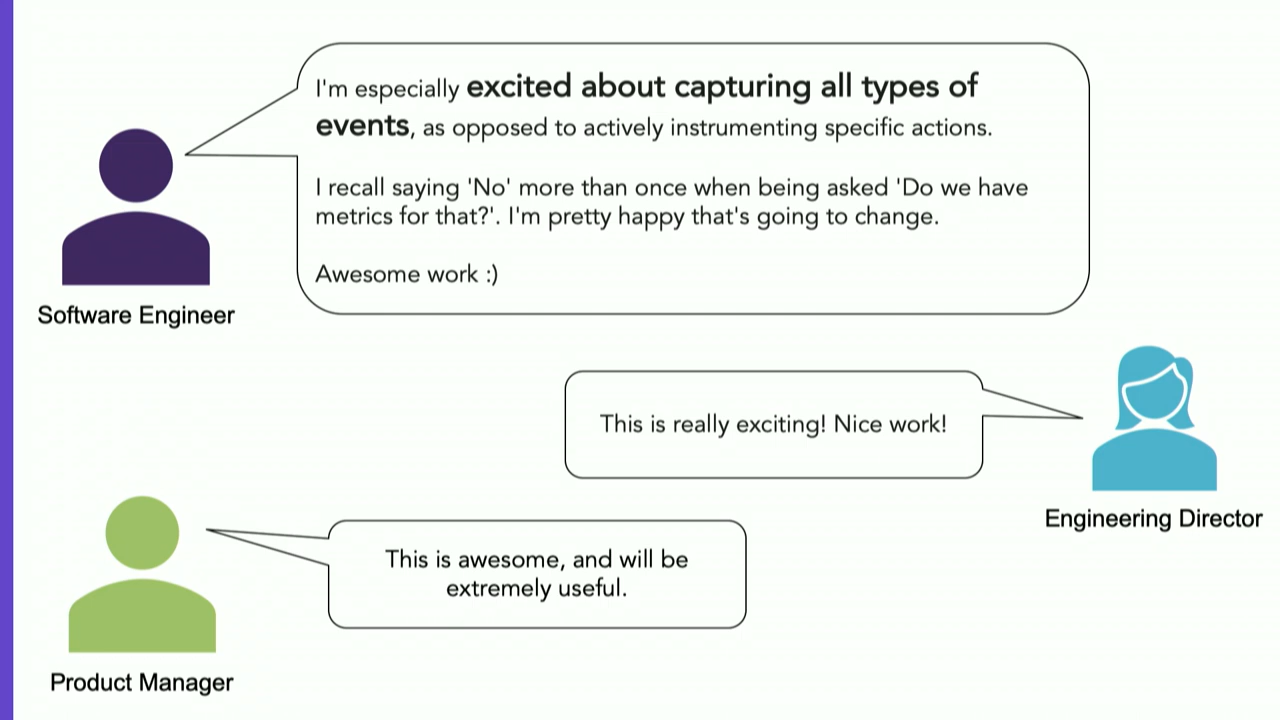 I'm especially excited about capturing all types of
events, as opposed to actively instrumenting specific actions.
I recall saying 'No' more than once when being asked 'Do we have
metrics for that?'. I'm pretty happy that's going to change.
Awesome work :)
Software Engineer
This is really exciting! Nice work!
Engineering Director
This is awesome, and will be
extremely useful.
Product Manager